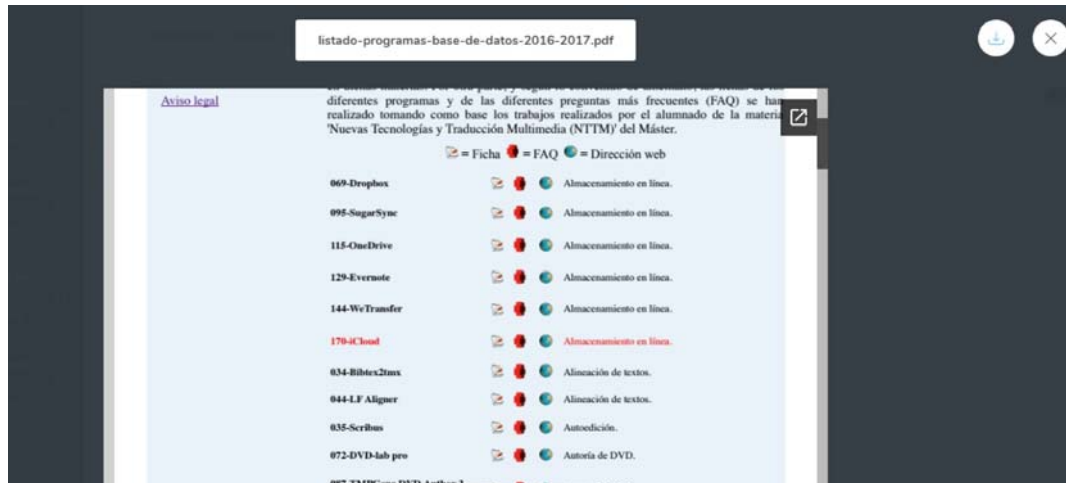 listado-programas-base-de-datos-2016-2017.pdf
Aviso legal
diferentes programas y de las diferentes preguntas más frecuentes (FAQ) se han
realizado tomando como base los trabajos realizados por el alumnado de la materia
'Nuevas Tecnologías y Traducción Multimedia (NTTM)' del Máster.
= Ficha = FAQ = Dirección web
069-Dropbox Almacenamiento en línea.
095-SugarSync Almacenamiento en línea.
115-OneDrive Almacenamiento en línea.
129-Evernote Almacenamiento en línea.
144-WeTransfer Almacenamiento en línea.
170-iCloud Almacenamiento en línea.
034-Bibtex2tmx Alineación de textos.
044-LF Aligner Alineación de textos.
035-Scribus Autoedición.
072-DVD-lab pro Autoría de DVD.